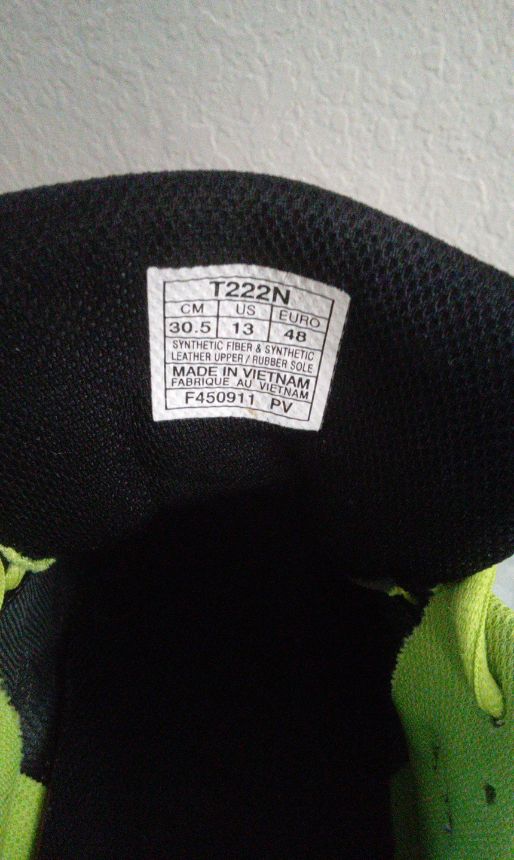 T222N
CM US EURO
30.5 13 48
SYNTHETIC FIBER & SYNTHETIC
LEATHER UPPER / RUBBER SOLE
MADE IN VIETNAM
FABRIQUE AU VIETNAM
F450911 PV